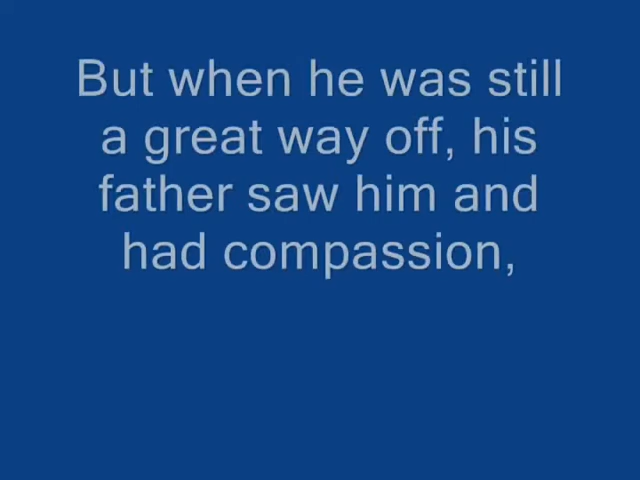 But when he was still
a great way off, his
father saw him and
had compassion,